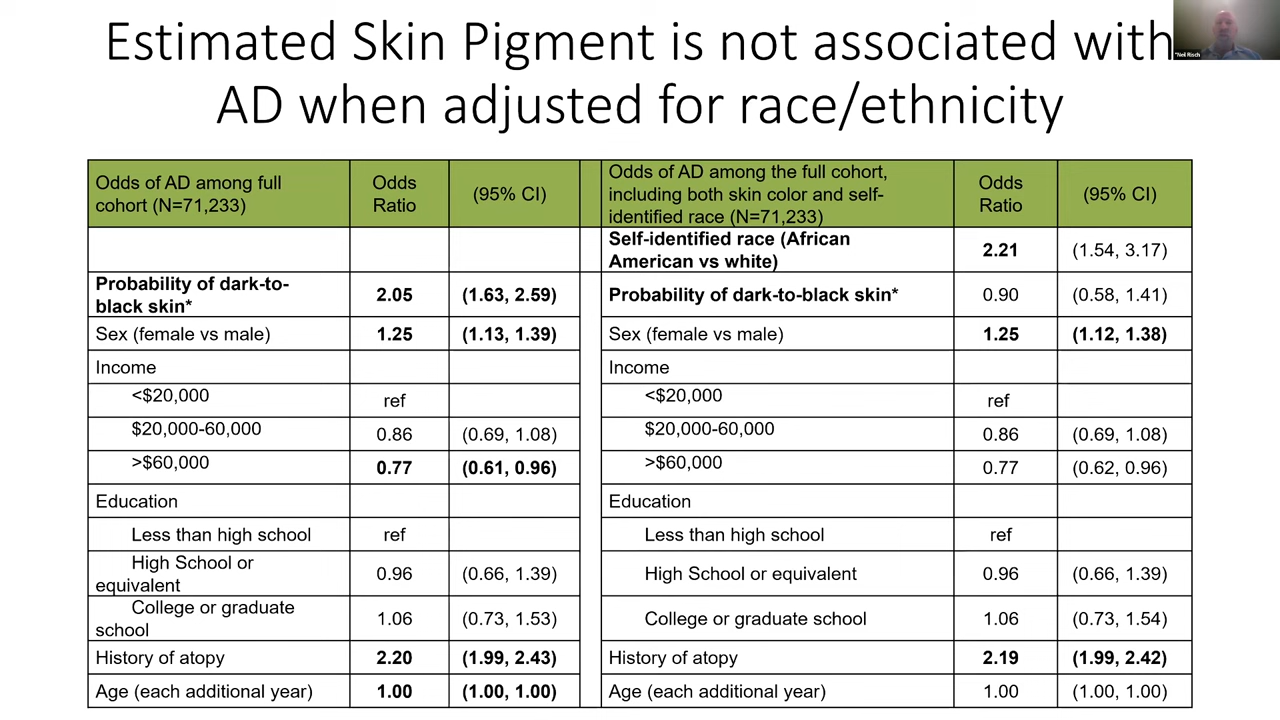 Estimated Skin Pigment is not associated with
AD when adjusted for race/ethnicity
*Neil Risch
Odds of AD among full
cohort (N=71,233)
Odds
Ratio
(95% CI)
Odds of AD among the full cohort,
including both skin color and self-
identified race (N=71,233)
Odds
Ratio
(95% CI)
Self-identified race (African
American vs white)
2.21
(1.54, 3.17)
Probability of dark-to-
black skin*
2.05
(1.63, 2.59)
Probability of dark-to-black skin*
0.90
(0.58, 1.41)
Sex (female vs male)
1.25
(1.13, 1.39)
Sex (female vs male)
1.25
(1.12, 1.38)
Income
Income
<$20,000
ref
<$20,000
ref
$20,000-60,000
0.86
(0.69, 1.08)
$20,000-60,000
0.86
(0.69, 1.08)
>$60,000
0.77
(0.61, 0.96)
>$60,000
0.77
(0.62, 0.96)
Education
Education
Less than high school
ref
Less than high school
ref
High School or
equivalent
0.96
(0.66, 1.39)
High School or equivalent
0.96
(0.66, 1.39)
College or graduate
school
1.06
(0.73, 1.53)
College or graduate school
1.06
(0.73, 1.54)
History of atopy
2.20
(1.99, 2.43)
History of atopy
2.19
(1.99, 2.42)
Age (each additional year)
1.00
(1.00, 1.00)
Age (each additional year)
1.00
(1.00, 1.00)